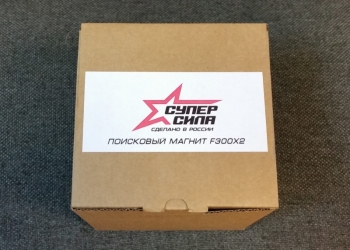 СУПЕР
СИЛА
СДЕЛАНО В РОССИИ
ПОИСКОВЫЙ МАГНИТ F300X2